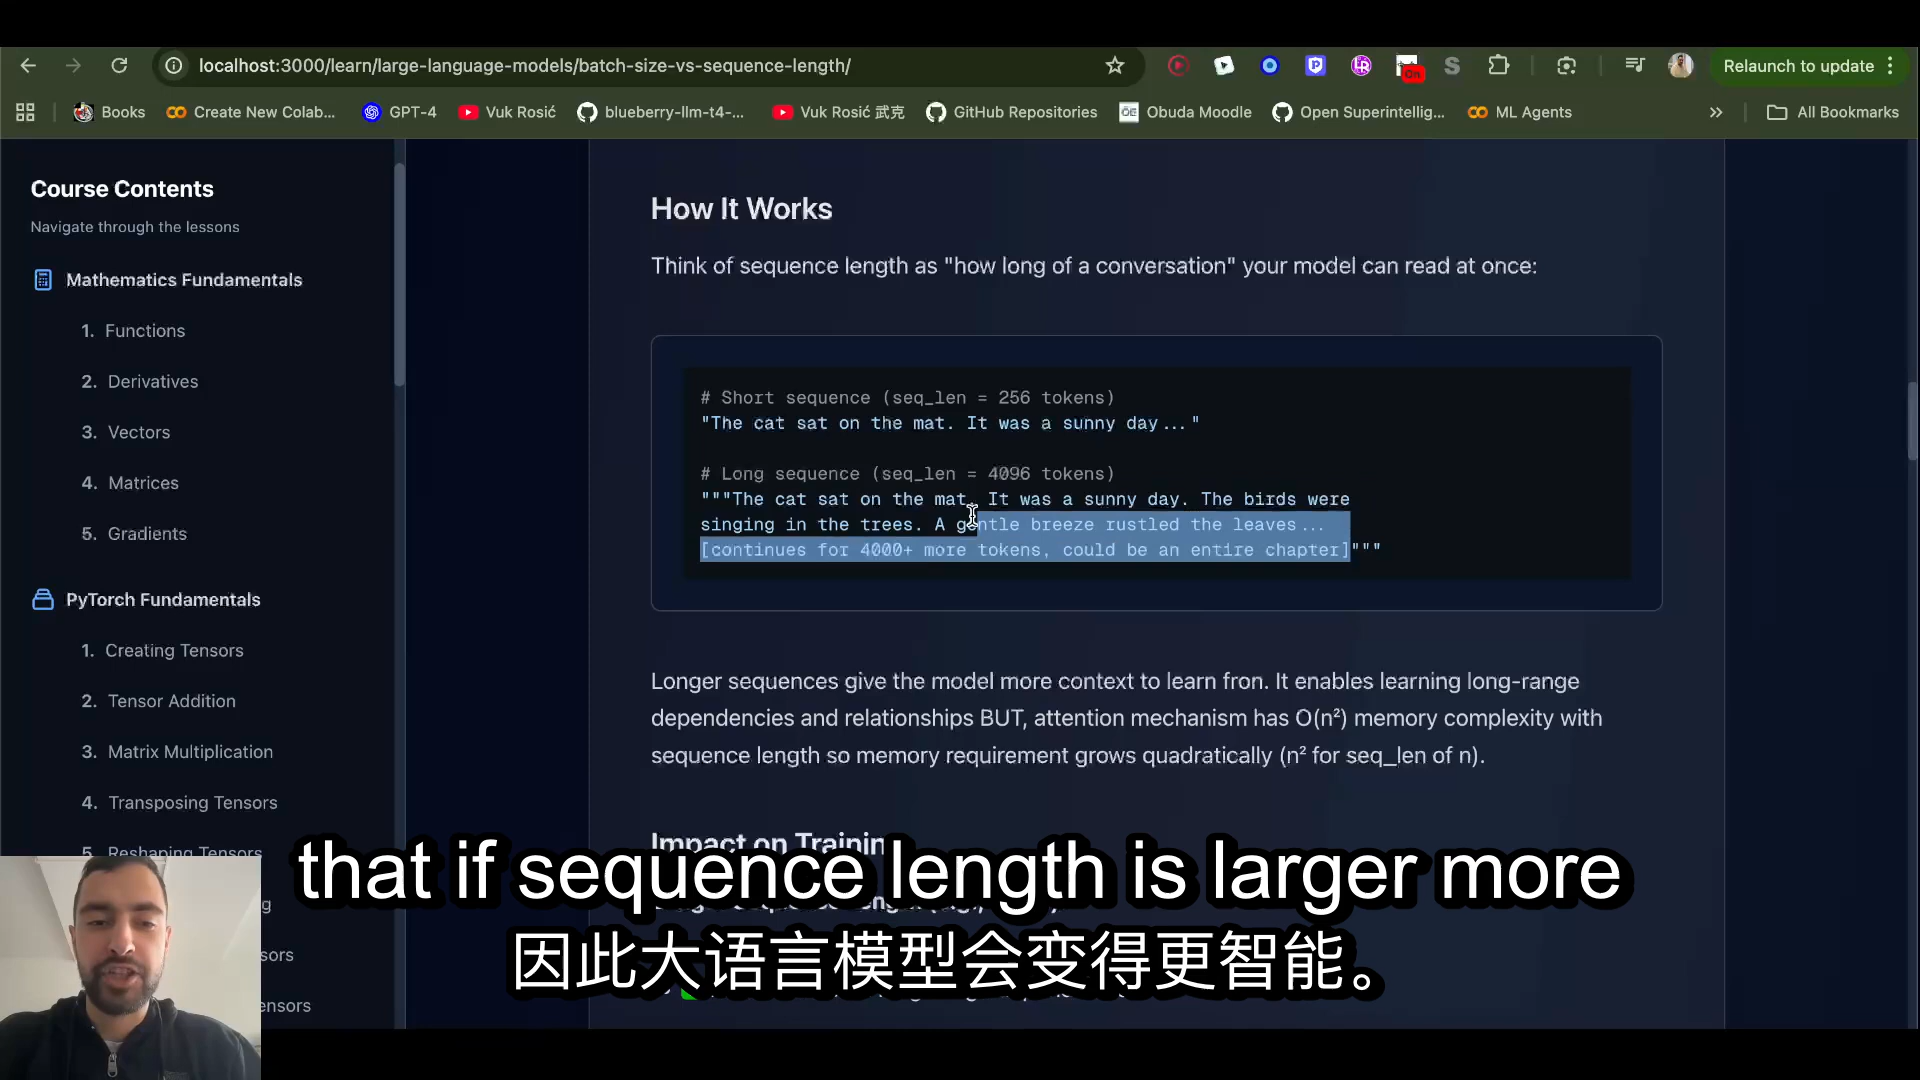 localhost:3000/learn/large-language-models/batch-size-vs-sequence-length/
On
Relaunch to update
Books
Create New Colab...
GPT-4
Vuk Rosić
blueberry-llm-t4-...
Vuk Rosić 武克
GitHub Repositories
Obuda Moodle
Open Superintellig...
ML Agents
All Bookmarks
Course Contents
Navigate through the lessons
Mathematics Fundamentals
1. Functions
2. Derivatives
3. Vectors
4. Matrices
5. Gradients
PyTorch Fundamentals
1. Creating Tensors
2. Tensor Addition
3. Matrix Multiplication
4. Transposing Tensors
5. Reshaping Tensors
How It Works
Think of sequence length as "how long of a conversation" your model can read at once:
# Short sequence (seq_len = 256 tokens)
"The cat sat on the mat. It was a sunny day..."
# Long sequence (seq_len = 4096 tokens)
"""The cat sat on the mat. It was a sunny day. The birds were
singing in the trees. A gentle breeze rustled the leaves...
[continues for 4000+ more tokens, could be an entire chapter]"""
Longer sequences give the model more context to learn fron. It enables learning long-range
dependencies and relationships BUT, attention mechanism has O(n²) memory complexity with
sequence length so memory requirement grows quadratically (n² for seq_len of n).
Impact on Training
that if sequence length is larger more
因此大语言模型会变得更智能。